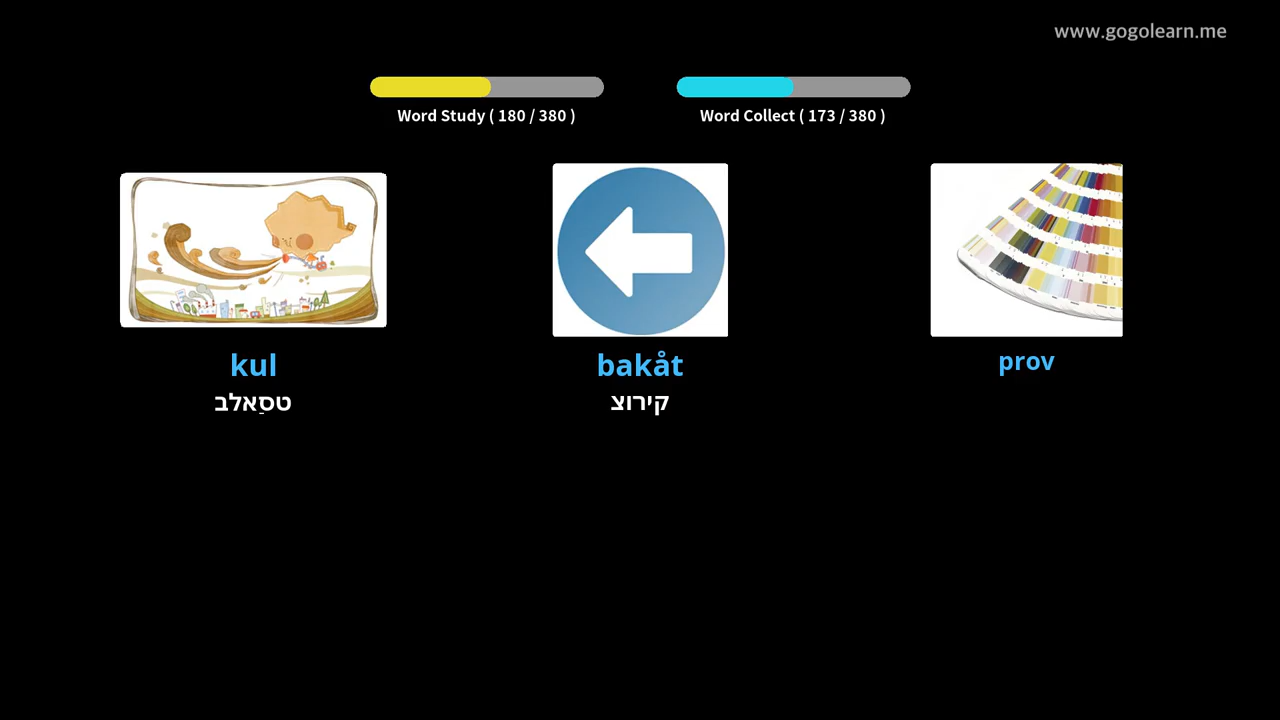 www.gogolearn.me
Word Study ( 180 / 380 )
Word Collect ( 173 / 380 )
kul
bakåt
prov
טסַאלב
קירוצ